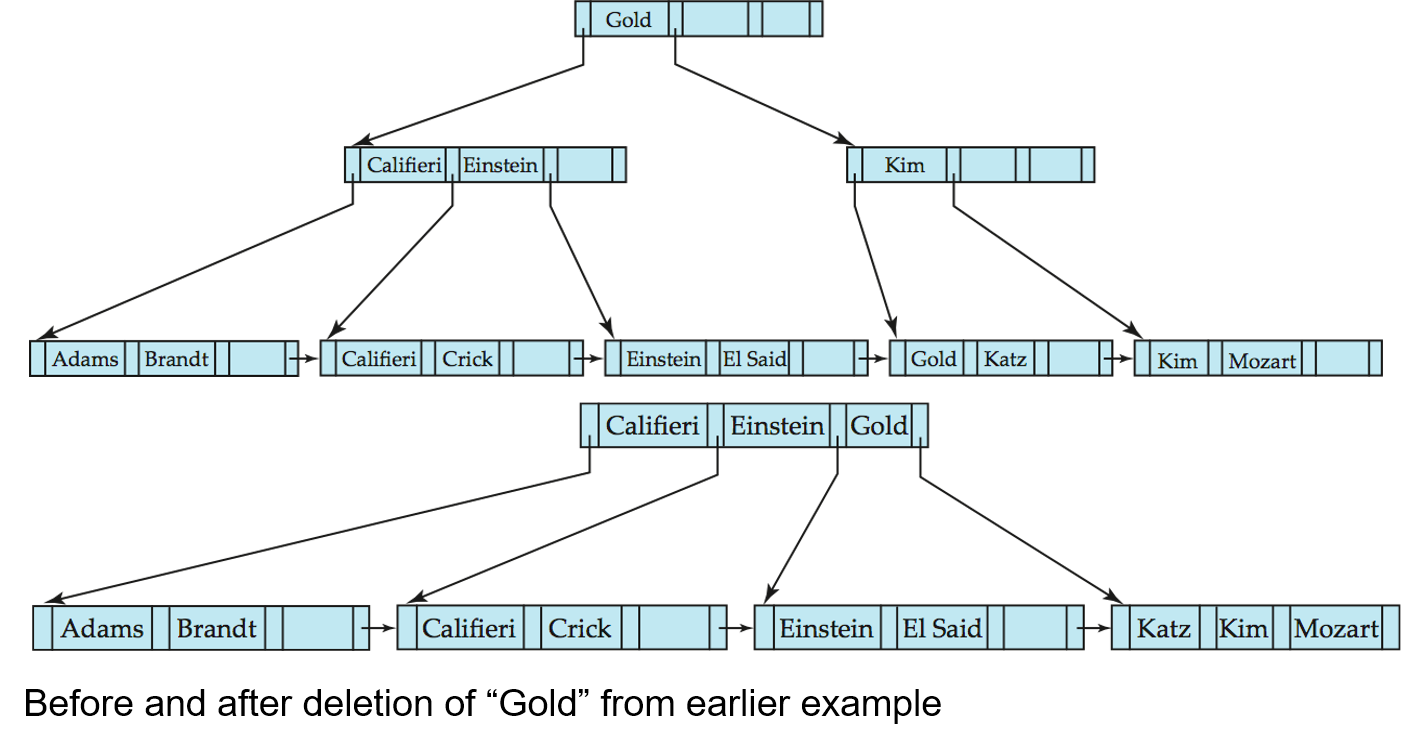 Gold
Califieri Einstein Kim
Adams Brandt Califieri Crick Einstein El Said Gold Katz Kim Mozart
Califieri Einstein Gold
Adams Brandt Califieri Crick Einstein El Said Katz Kim Mozart
Before and after deletion of “Gold” from earlier example